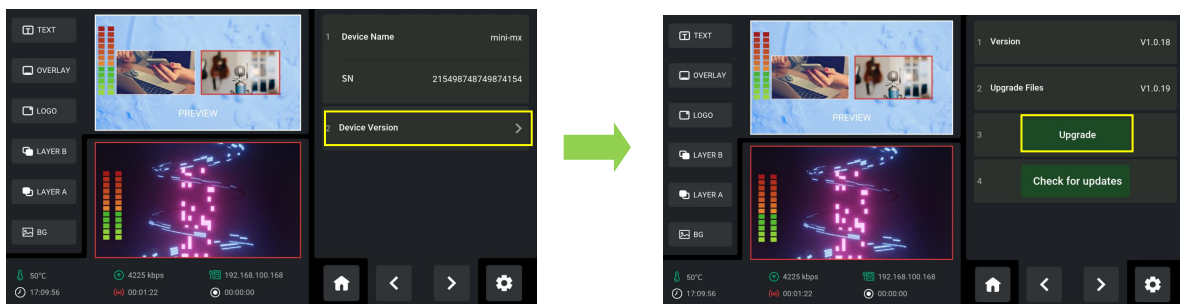 TEXT
OVERLAY
LOGO
LAYER B
LAYER A
BG
PREVIEW
1 Device Name mini-mx
SN 215498748749874154
2 Device Version
50°C 4225 kbps 192.168.100.168
17:09:56 00:01:22 00:00:00
TEXT
OVERLAY
LOGO
LAYER B
LAYER A
BG
PREVIEW
1 Version V1.0.18
2 Upgrade Files V1.0.19
3 Upgrade
4 Check for updates
50°C 4225 kbps 192.168.100.168
17:09:56 00:01:22 00:00:00